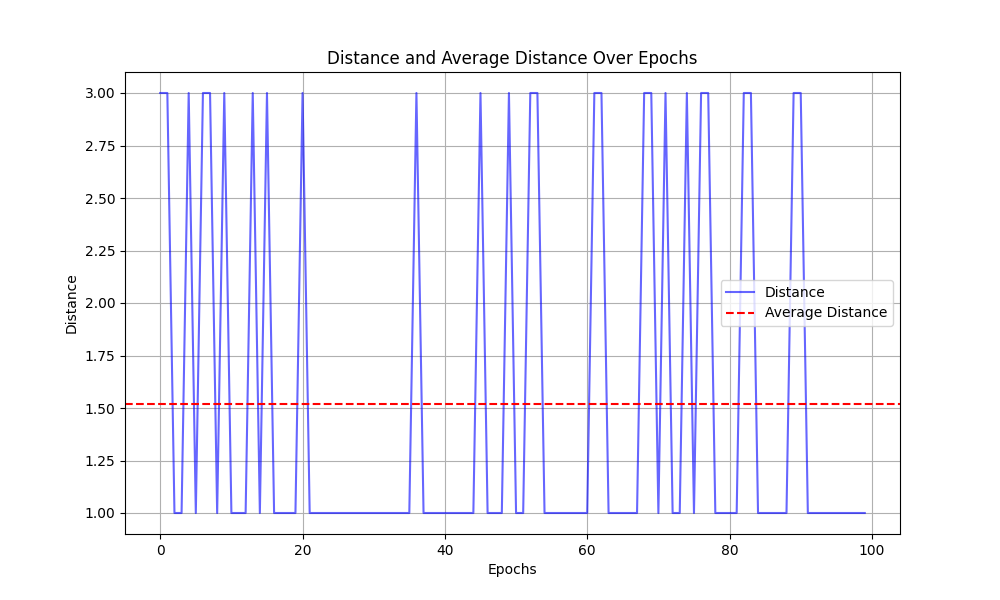 Distance and Average Distance Over Epochs
3.00
2.75
2.50
2.25
2.00
1.75
1.50
1.25
1.00
Distance
Distance
Average Distance
0 20 40 60 80 100
Epochs